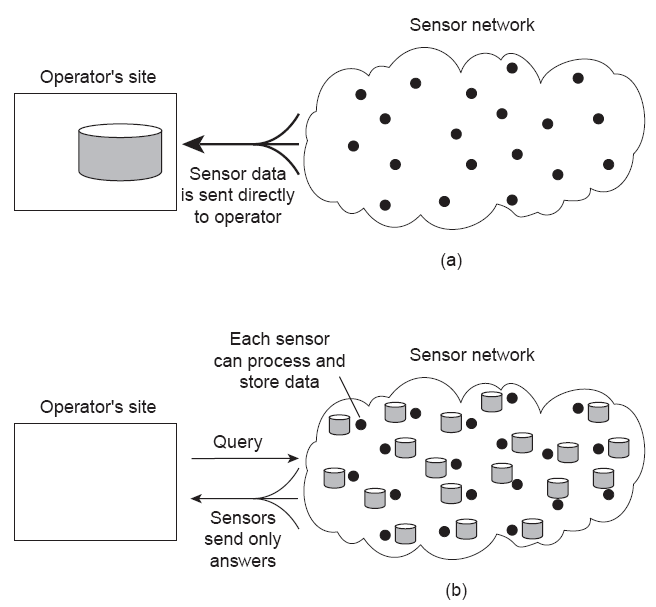 Sensor network
Operator's site
Sensor data
is sent directly
to operator
(a)
Each sensor
can process and
store data
Sensor network
Operator's site
Query
Sensors
send only
answers
(b)